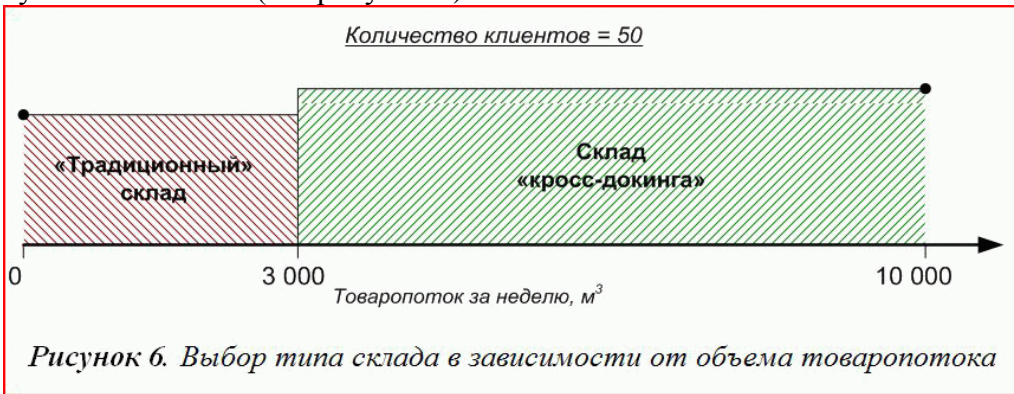 Количество клиентов = 50
«Традиционный»
склад
Склад
«кросс-докинга»
0
3 000
10 000
Товаропоток за неделю, м³
Рисунок 6. Выбор типа склада в зависимости от объема товаропотока